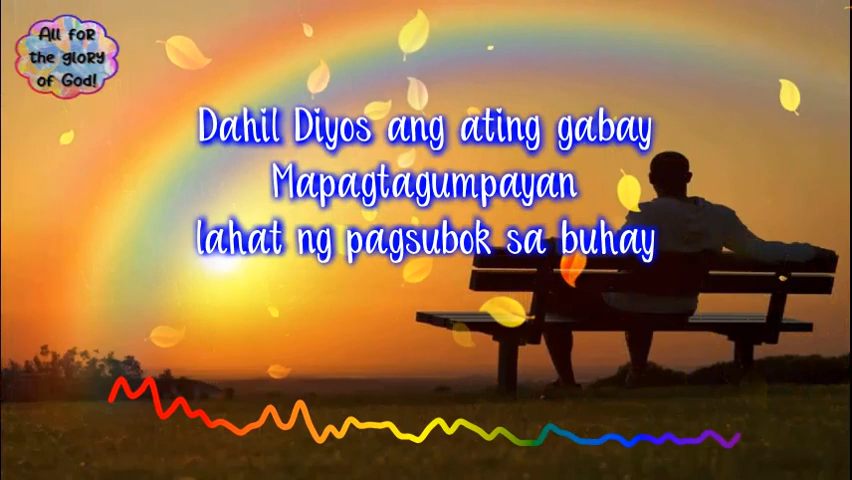 All for
the glory
of God!
Dahil Diyos ang ating gabay
Mapagtagumpayan
lahat ng pagsubok sa buhay